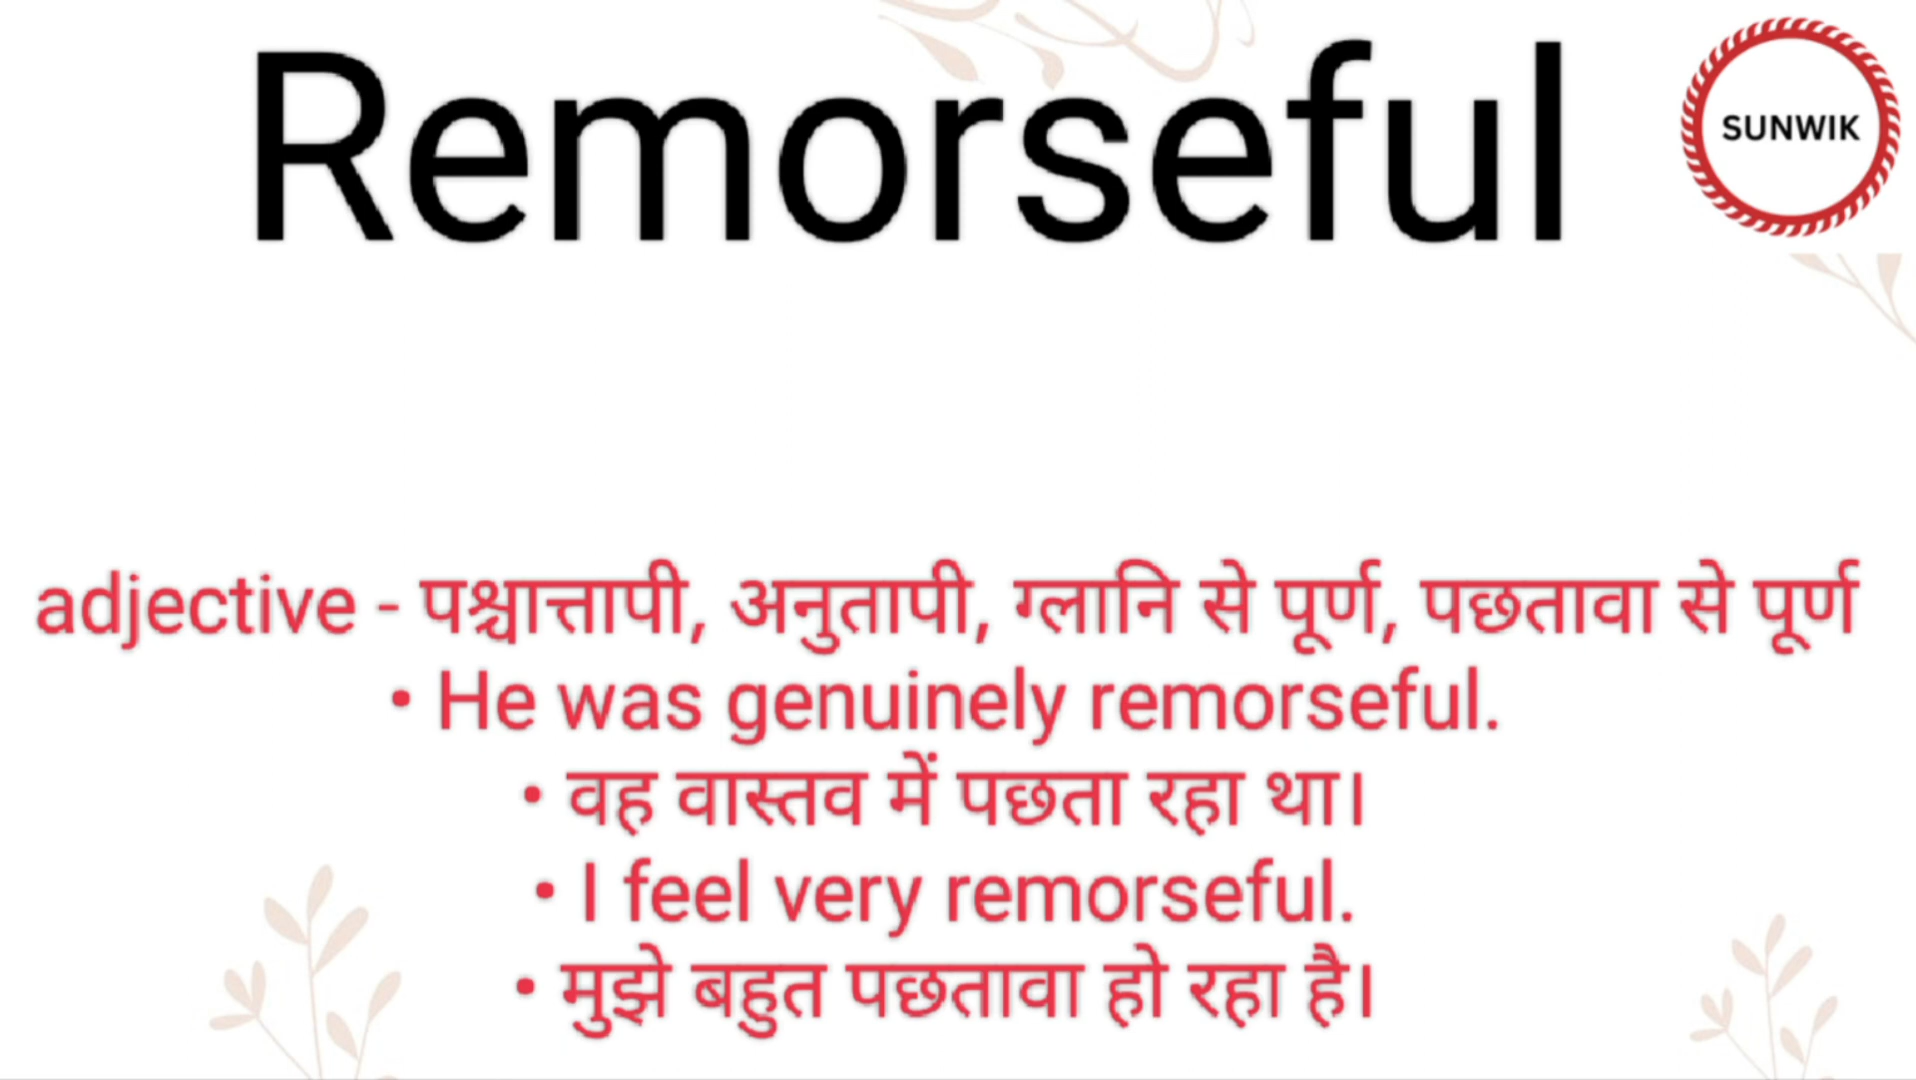 Remorseful
SUNWIK
adjective - पश्चात्तापी, अनुतापी, ग्लानि से पूर्ण, पछतावा से पूर्ण
• He was genuinely remorseful.
• वह वास्तव में पछता रहा था।
• I feel very remorseful.
• मुझे बहुत पछतावा हो रहा है।